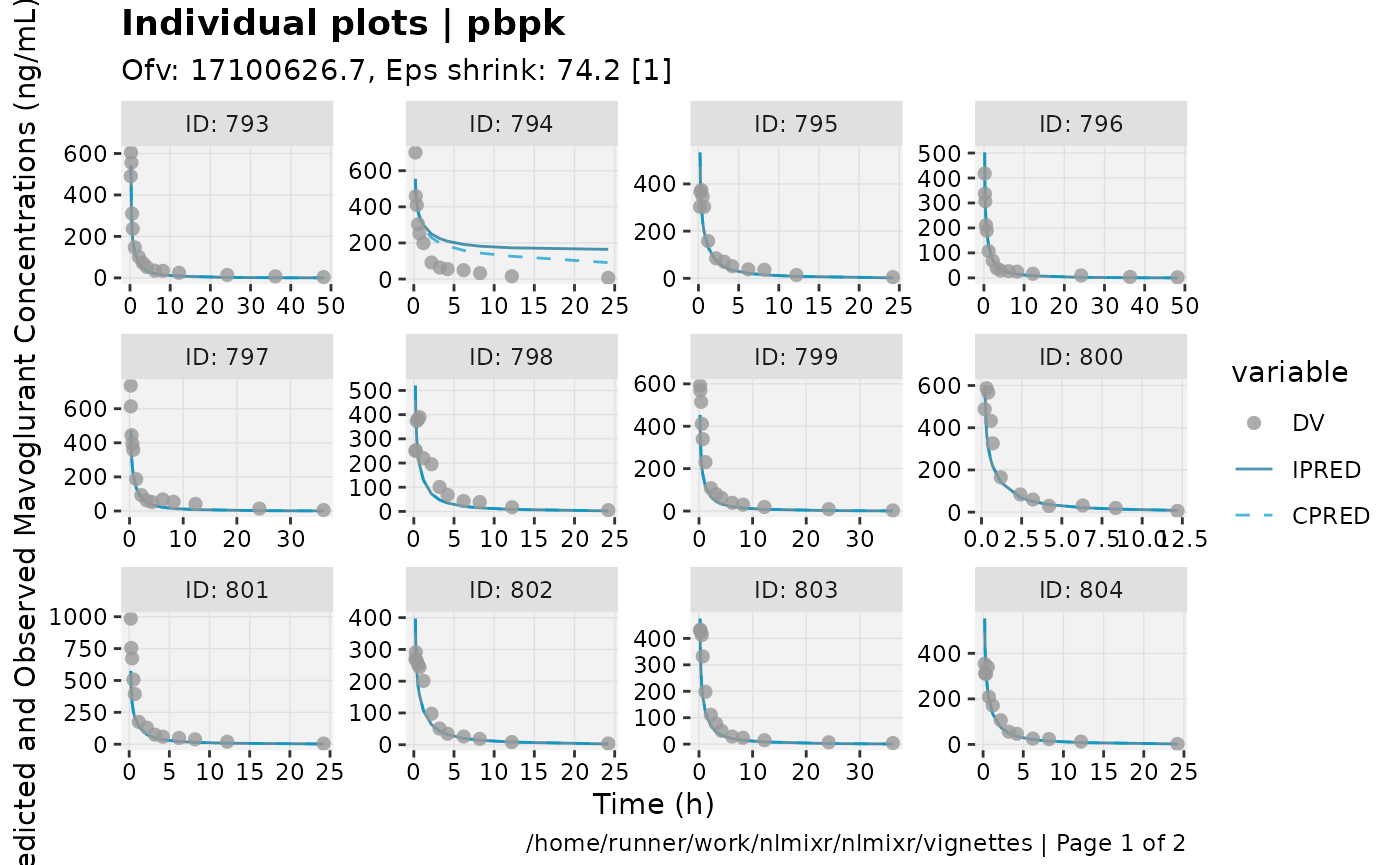 Individual plots | pbpk
Ofv: 17100626.7, Eps shrink: 74.2 [1]
edicted and Observed Mavoglurant Concentrations (ng/mL)
ID: 793
600
400
200
0
0 10 20 30 40 50
ID: 794
600
400
200
0
0 5 10 15 20 25
ID: 795
400
200
0
0 5 10 15 20 25
ID: 796
500
400
300
200
100
0
0 10 20 30 40 50
ID: 797
600
400
200
0
0 10 20 30
ID: 798
500
400
300
200
100
0
0 5 10 15 20 25
ID: 799
600
400
200
0
0 10 20 30
ID: 800
600
400
200
0
0.0 2.5 5.0 7.5 10.0 12.5
ID: 801
1000
750
500
250
0
0 5 10 15 20 25
ID: 802
400
300
200
100
0
0 5 10 15 20 25
ID: 803
400
300
200
100
0
0 10 20 30
ID: 804
400
200
0
0 5 10 15 20 25
Time (h)
variable
DV
IPRED
CPRED
/home/runner/work/nlmixr/nlmixr/vignettes | Page 1 of 2